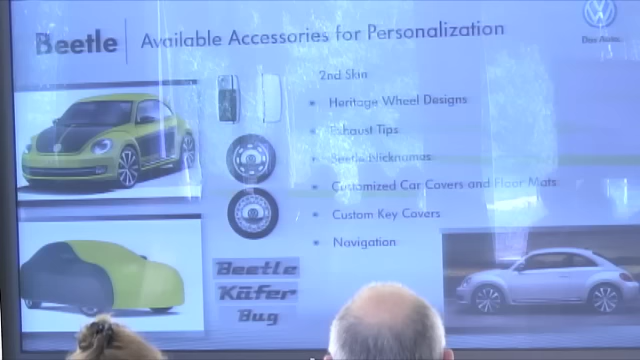 Beetle | Available Accessories for Personalization
Das Auto.
2nd Skin
Heritage Wheel Designs
Exhaust Tips
Beetle Nicknames
Customized Car Covers and Floor Mats
Custom Key Covers
Navigation
Beetle
Käfer
Bug